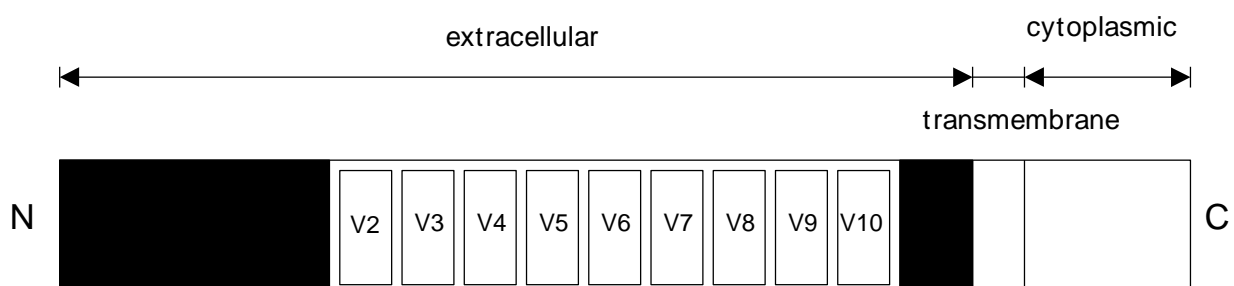 extracellular
cytoplasmic
transmembrane
N
V2 V3 V4 V5 V6 V7 V8 V9 V10
C